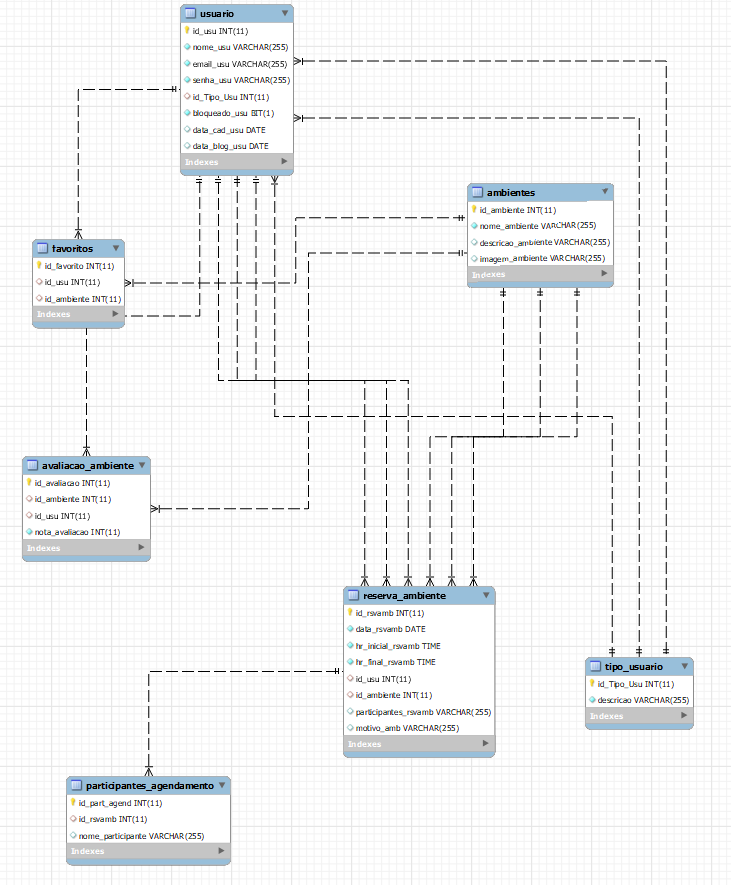 usuario
id_usu INT(11)
nome_usu VARCHAR(255)
email_usu VARCHAR(255)
senha_usu VARCHAR(255)
id_Tipo_Usu INT(11)
bloqueado_usu BIT(1)
data_cad_usu DATE
data_blog_usu DATE
Indexes
ambientes
id_ambiente INT(11)
nome_ambiente VARCHAR(255)
descricao_ambiente VARCHAR(255)
imagem_ambiente VARCHAR(255)
Indexes
favoritos
id_favorito INT(11)
id_usu INT(11)
id_ambiente INT(11)
Indexes
avaliacao_ambiente
id_avaliacao INT(11)
id_ambiente INT(11)
id_usu INT(11)
nota_avaliacao INT(11)
Indexes
reserva_ambiente
id_rsvamb INT(11)
data_rsvamb DATE
hr_inicial_rsvamb TIME
hr_final_rsvamb TIME
id_usu INT(11)
id_ambiente INT(11)
participantes_rsvamb VARCHAR(255)
motivo_amb VARCHAR(255)
Indexes
tipo_usuario
id_Tipo_Usu INT(11)
descricao VARCHAR(255)
Indexes
participantes_agendamento
id_part_agend INT(11)
id_rsvamb INT(11)
nome_participante VARCHAR(255)
Indexes